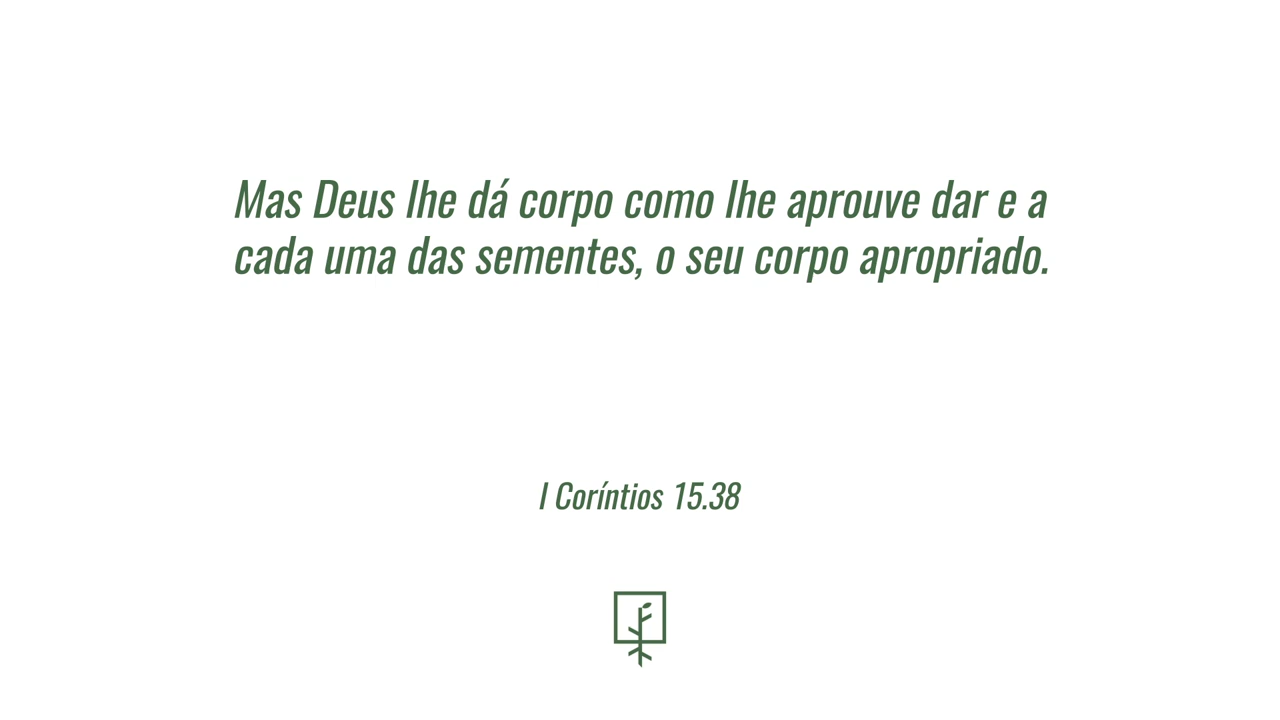 Mas Deus lhe dá corpo como lhe aprouve dar e a
cada uma das sementes, o seu corpo apropriado.
I Coríntios 15.38